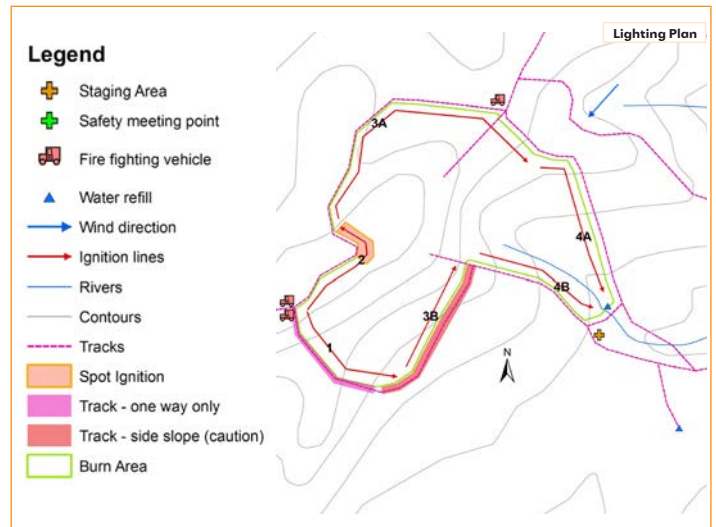 Lighting Plan
Legend
Staging Area
Safety meeting point
Fire fighting vehicle
Water refill
Wind direction
Ignition lines
Rivers
Contours
Tracks
Spot Ignition
Track - one way only
Track - side slope (caution)
Burn Area
3A
4A
2
4B
3B
1
N